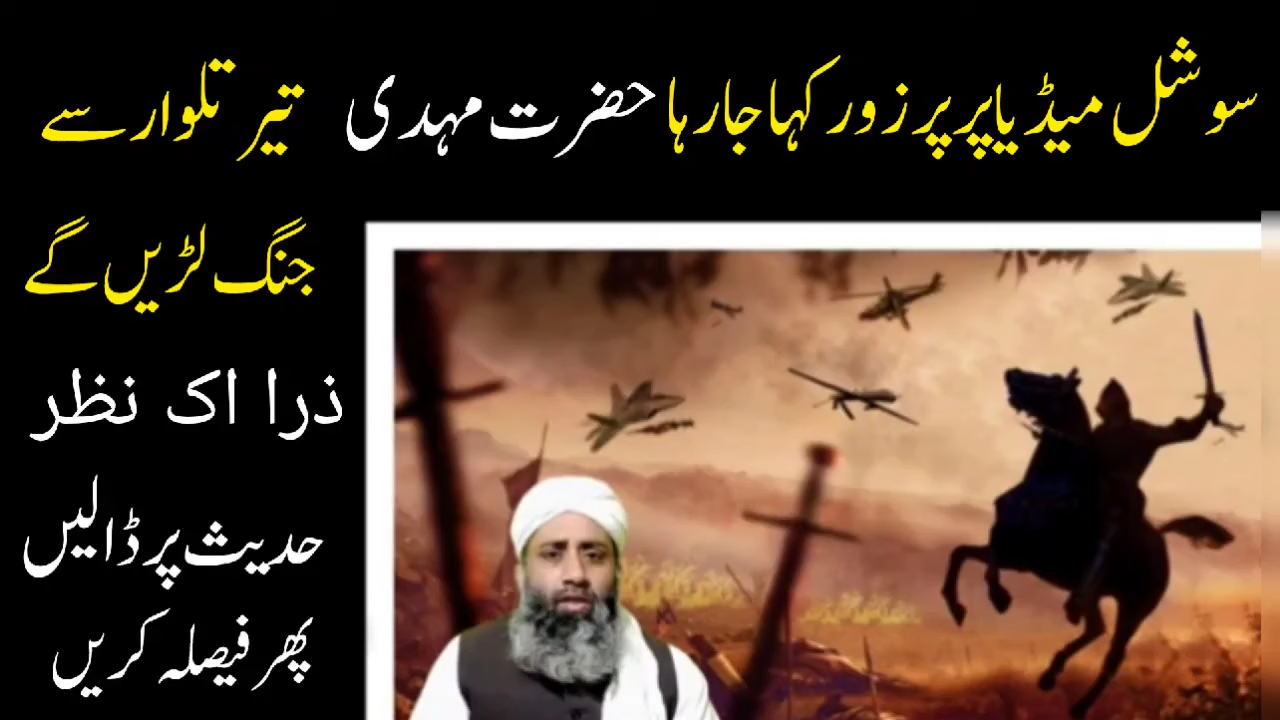 سوشل میڈیا پر پر زور کہا جا رہا حضرت مہدی تیر تلوار سے
جنگ لڑیں گے
ذرا اک نظر
حدیث پر ڈالیں
پھر فیصلہ کریں